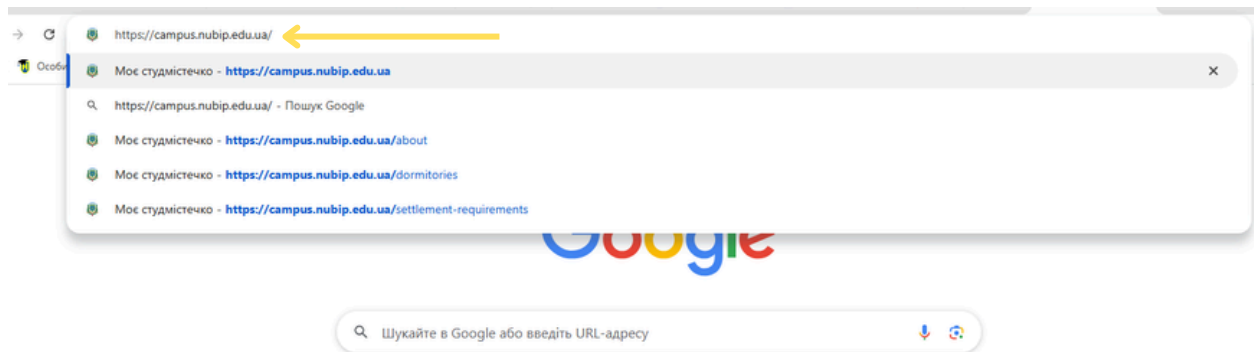 https://campus.nubip.edu.ua/
Моє студмістечко - https://campus.nubip.edu.ua
https://campus.nubip.edu.ua/ - Пошук Google
Моє студмістечко - https://campus.nubip.edu.ua/about
Моє студмістечко - https://campus.nubip.edu.ua/dormitories
Моє студмістечко - https://campus.nubip.edu.ua/settlement-requirements
Google
Шукайте в Google або введіть URL-адресу